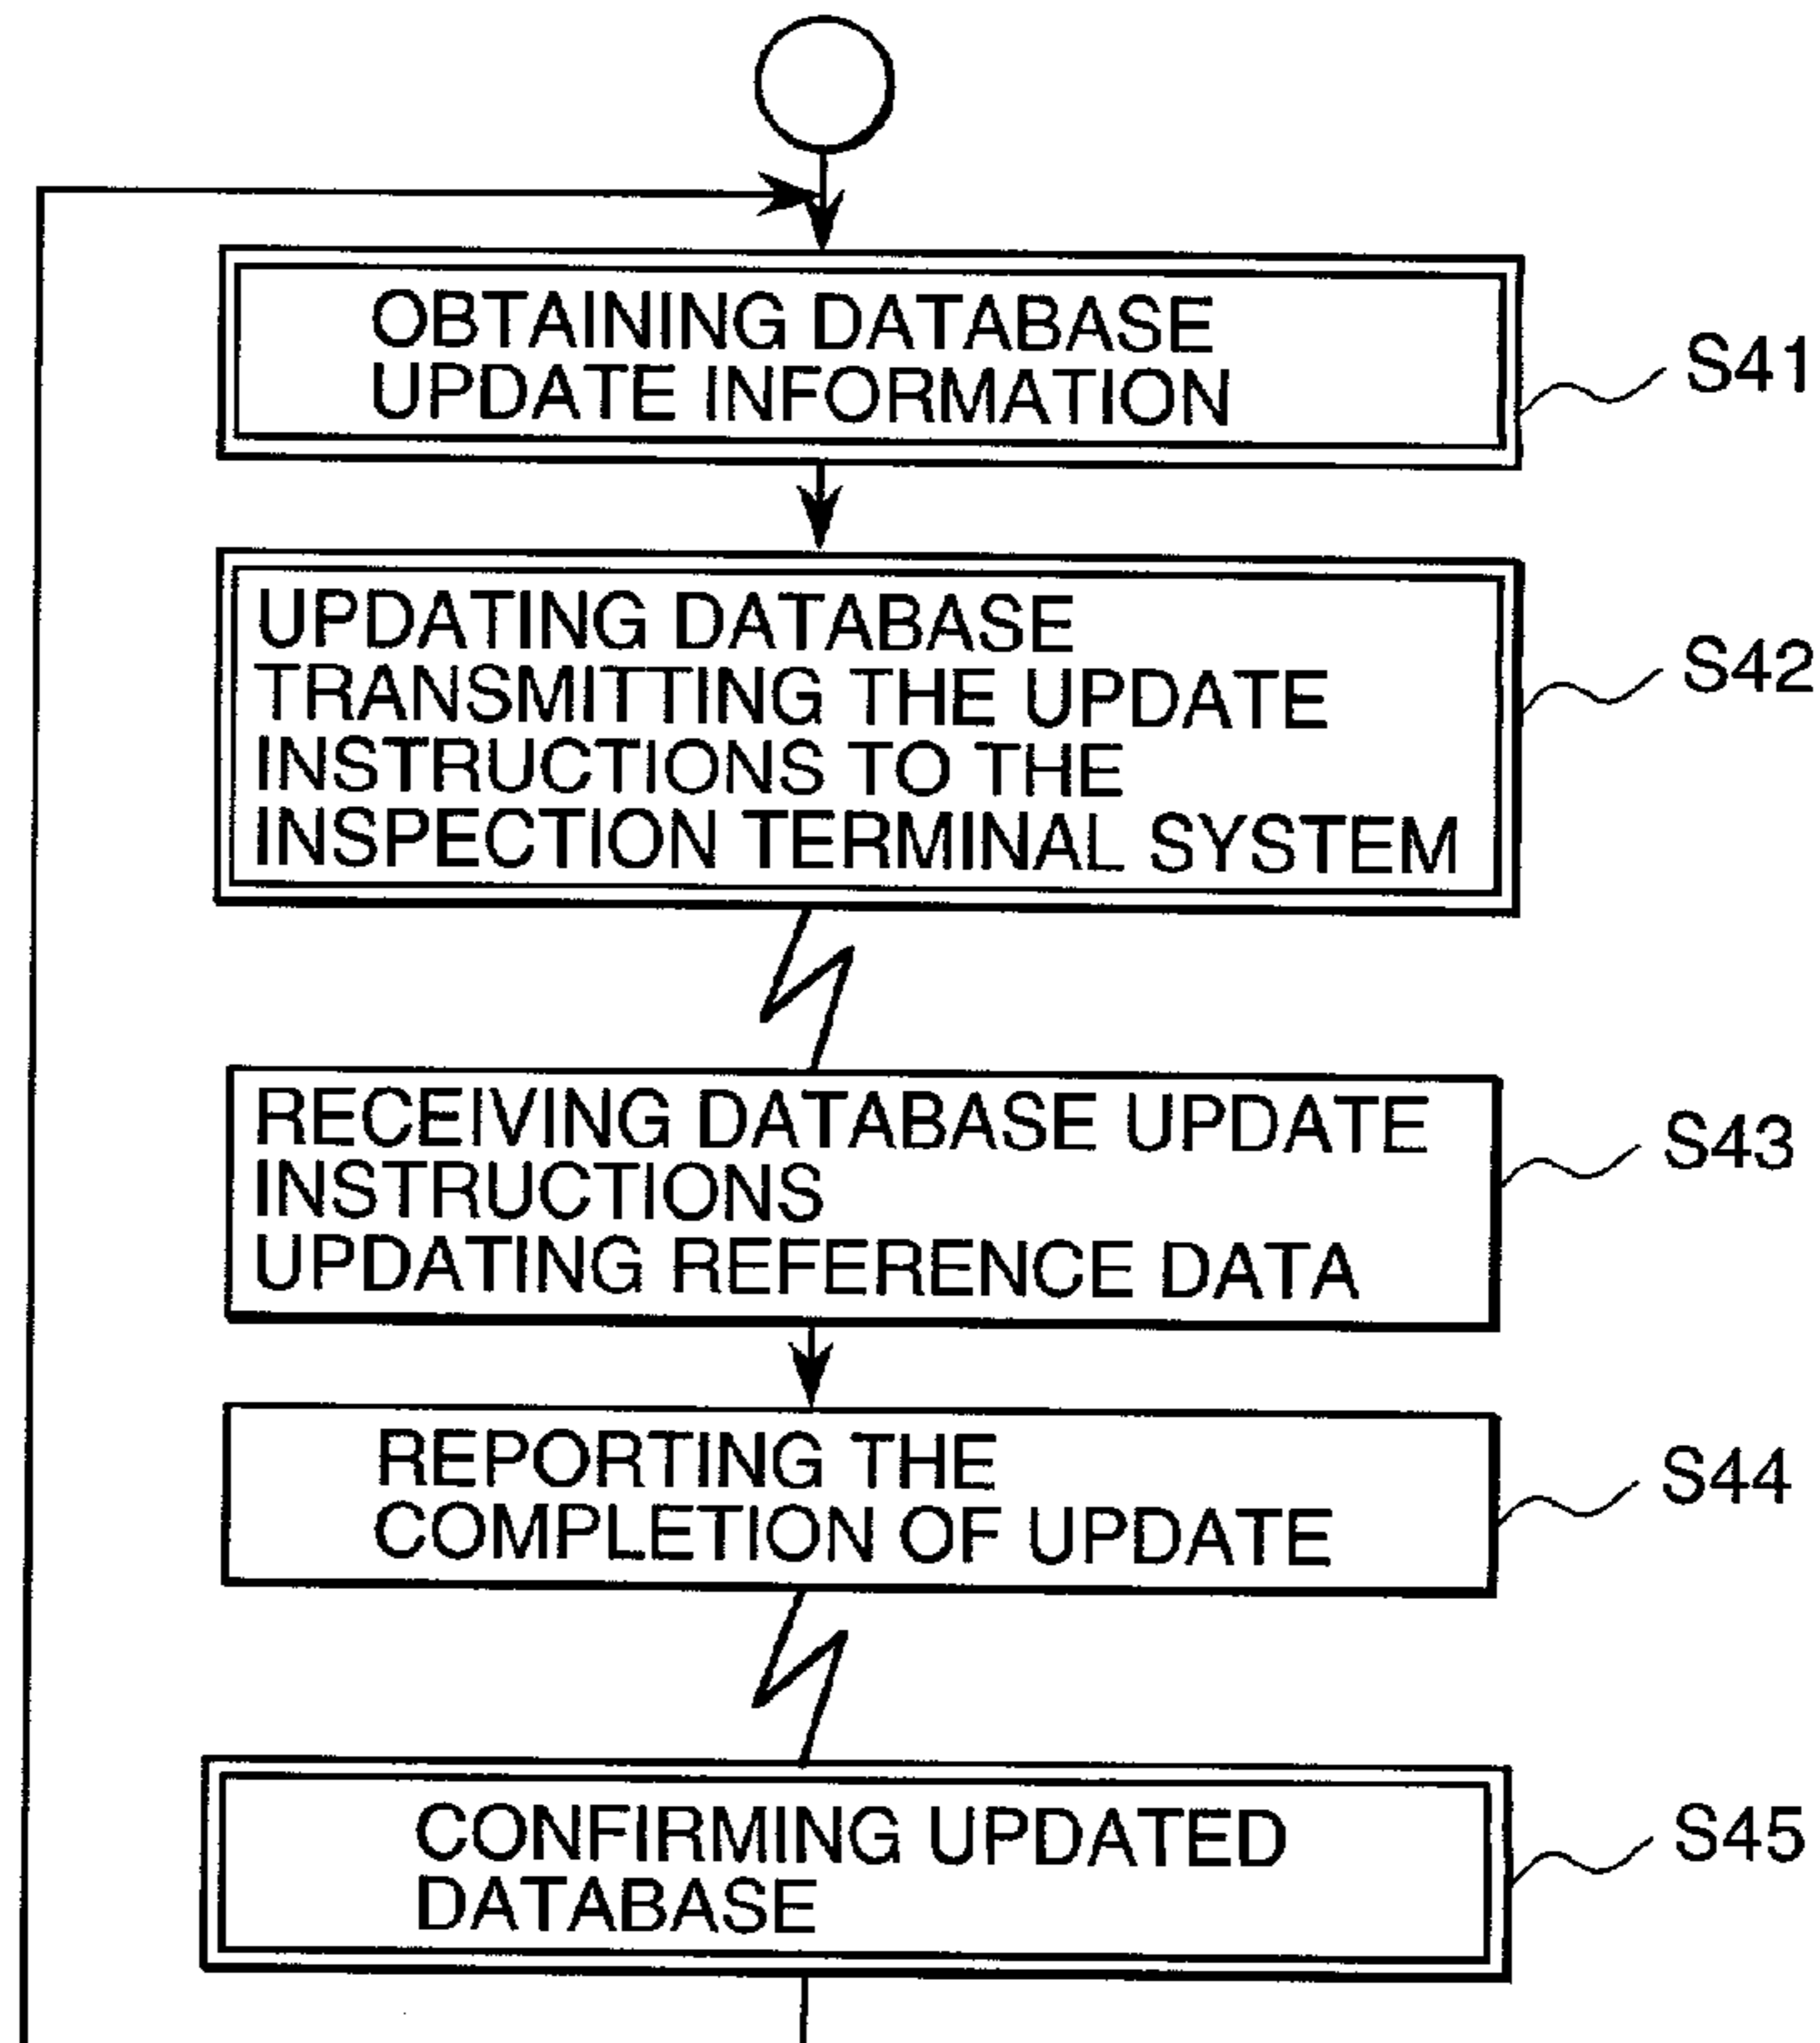 OBTAINING DATABASE
UPDATE INFORMATION
S41
UPDATING DATABASE
TRANSMITTING THE UPDATE
INSTRUCTIONS TO THE
INSPECTION TERMINAL SYSTEM
S42
RECEIVING DATABASE UPDATE
INSTRUCTIONS
UPDATING REFERENCE DATA
S43
REPORTING THE
COMPLETION OF UPDATE
S44
CONFIRMING UPDATED
DATABASE
S45